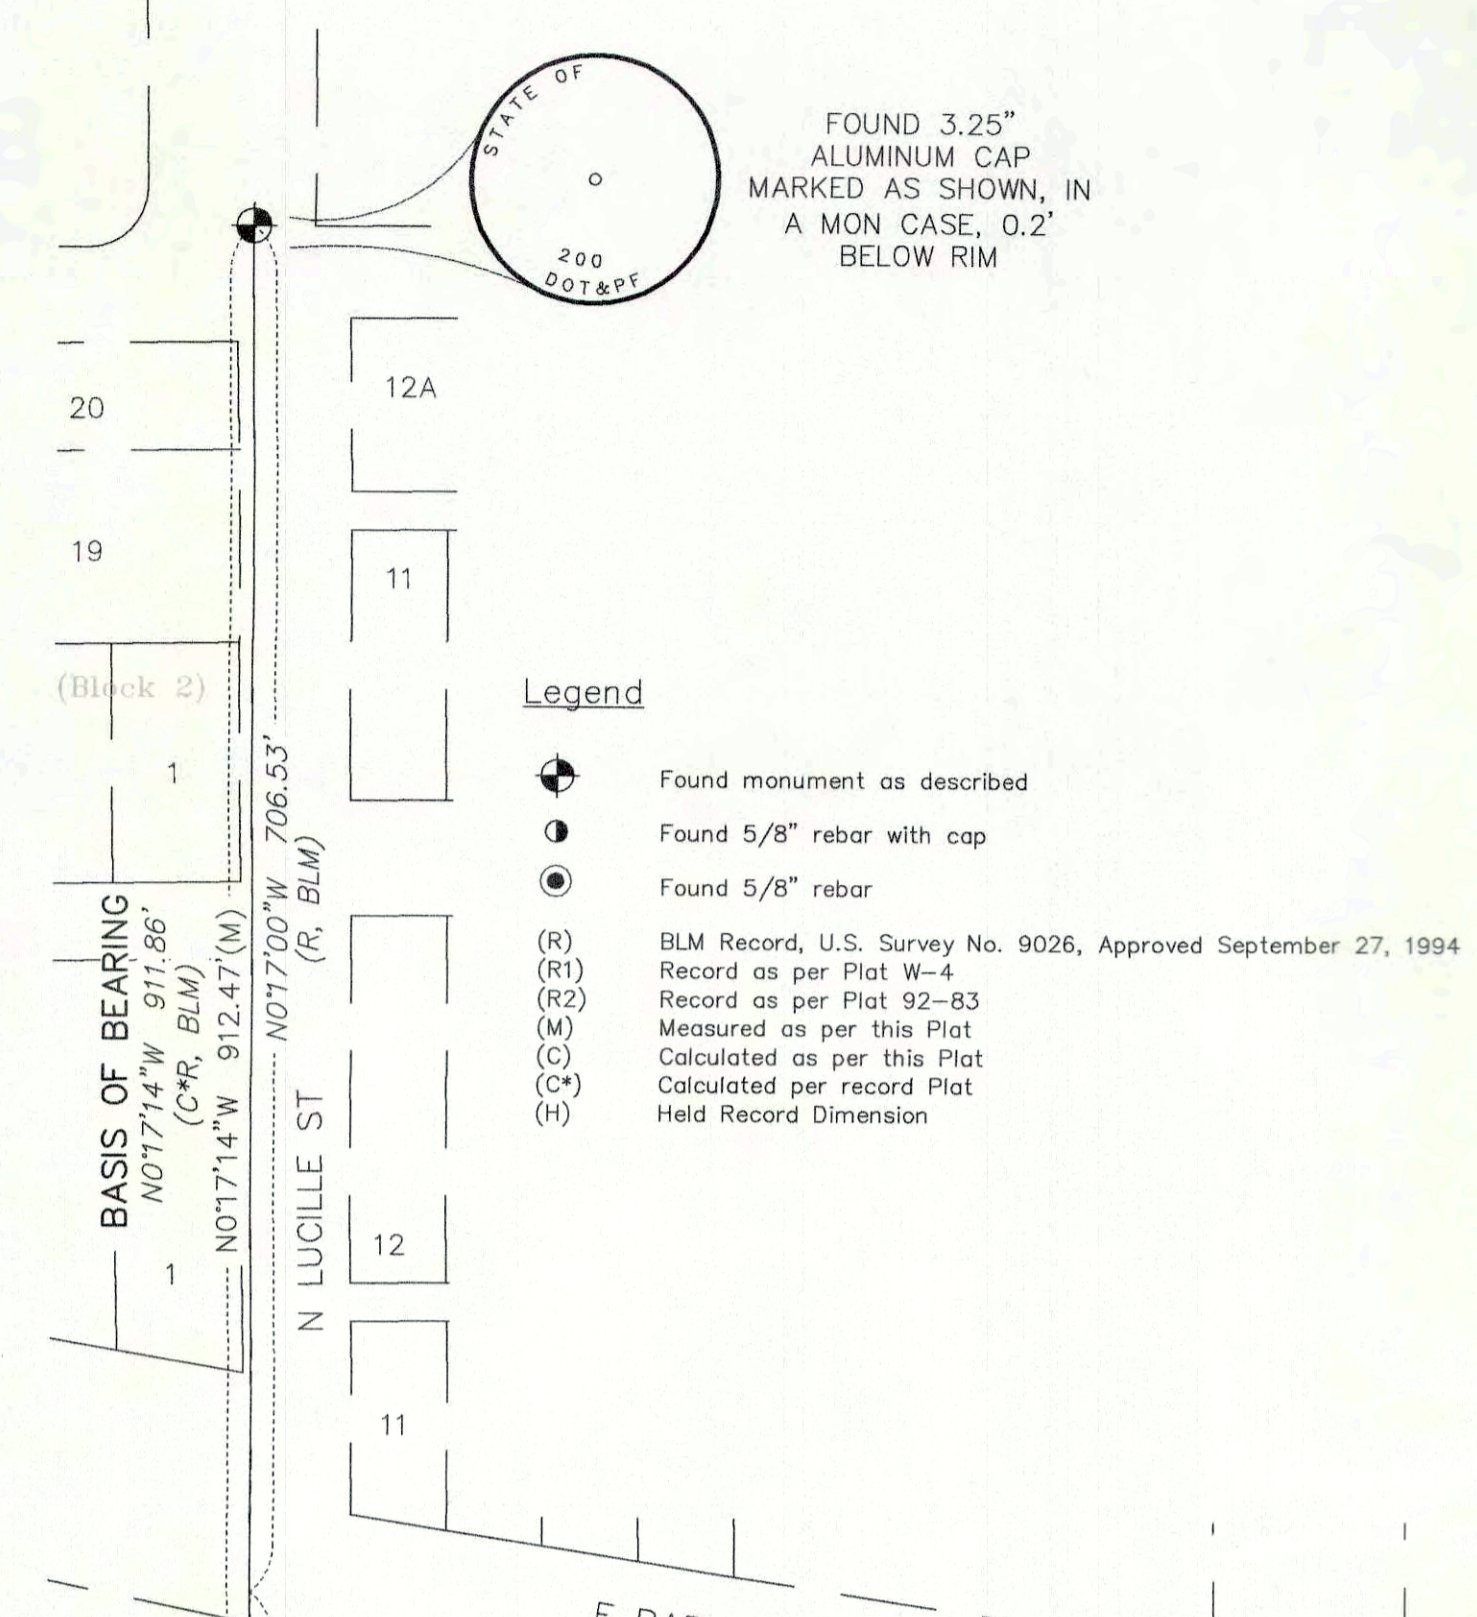 STATE OF
200
DOT&PF
FOUND 3.25"
ALUMINUM CAP
MARKED AS SHOWN, IN
A MON CASE, 0.2'
BELOW RIM
20
12A
19
11
(Block 2)
1
BASIS OF BEARING
N0°17'14"W 911.86'
(C*R, BLM)
N0°17'14"W 912.47'(M)
N0°17'00"W 706.53'
(R, BLM)
N LUCILLE ST
1
12
11
Legend
Found monument as described
Found 5/8" rebar with cap
Found 5/8" rebar
(R) BLM Record, U.S. Survey No. 9026, Approved September 27, 1994
(R1) Record as per Plat W-4
(R2) Record as per Plat 92-83
(M) Measured as per this Plat
(C) Calculated as per this Plat
(C*) Calculated per record Plat
(H) Held Record Dimension